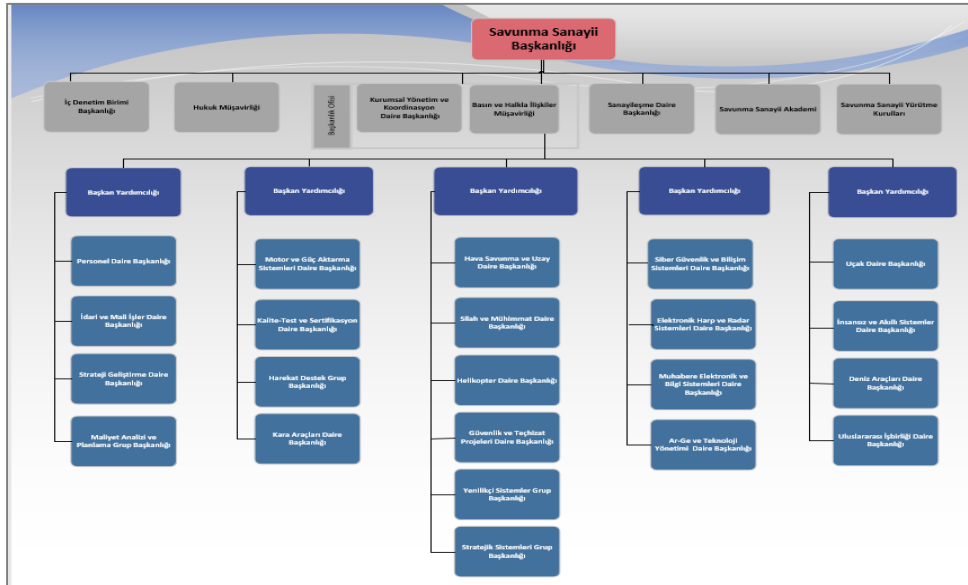 Savunma Sanayii
Başkanlığı
İç Denetim Birimi
Başkanlığı
Hukuk Müşavirliği
Başkanlık Ofisi
Kurumsal Yönetim ve
Koordinasyon
Daire Başkanlığı
Basın ve Halkla İlişkiler
Müşavirliği
Sanayileşme Daire
Başkanlığı
Savunma Sanayii Akademi
Savunma Sanayii Yürütme
Kurulları
Başkan Yardımcılığı
Başkan Yardımcılığı
Başkan Yardımcılığı
Başkan Yardımcılığı
Başkan Yardımcılığı
Personel Daire Başkanlığı
İdari ve Mali İşler Daire
Başkanlığı
Strateji Geliştirme Daire
Başkanlığı
Maliyet Analizi ve
Planlama Grup Başkanlığı
Motor ve Güç Aktarma
Sistemleri Daire Başkanlığı
Kalite-Test ve Sertifikasyon
Daire Başkanlığı
Harekat Destek Grup
Başkanlığı
Kara Araçları Daire
Başkanlığı
Hava Savunma ve Uzay
Daire Başkanlığı
Silah ve Mühimmat Daire
Başkanlığı
Helikopter Daire Başkanlığı
Güvenlik ve Teçhizat
Projeleri Daire Başkanlığı
Yenilikçi Sistemler Grup
Başkanlığı
Stratejik Sistemleri Grup
Başkanlığı
Siber Güvenlik ve Bilişim
Sistemleri Daire Başkanlığı
Elektronik Harp ve Radar
Sistemleri Daire Başkanlığı
Muhabere Elektronik ve
Bilgi Sistemleri Daire
Başkanlığı
Ar-Ge ve Teknoloji
Yönetimi Daire Başkanlığı
Uçak Daire Başkanlığı
İnsansız ve Akıllı Sistemler
Daire Başkanlığı
Deniz Araçları Daire
Başkanlığı
Uluslararası İşbirliği Daire
Başkanlığı